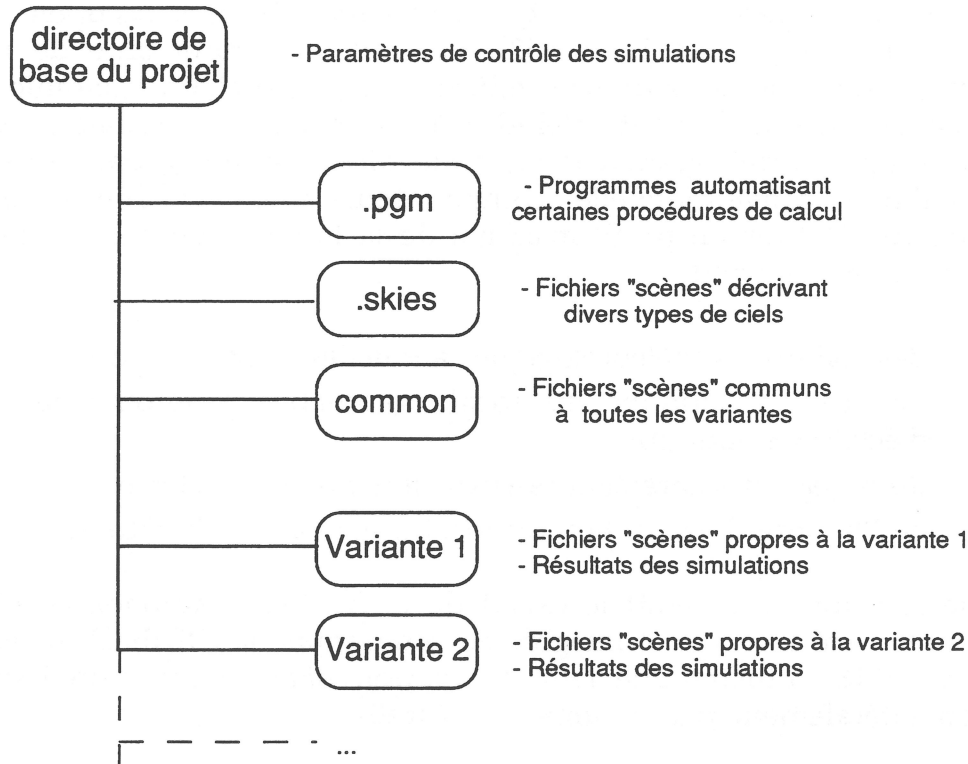 directoire de
base du projet
- Paramètres de contrôle des simulations
.pgm
- Programmes automatisant
certaines procédures de calcul
.skies
- Fichiers "scènes" décrivant
divers types de ciels
common
- Fichiers "scènes" communs
à toutes les variantes
Variante 1
- Fichiers "scènes" propres à la variante 1
- Résultats des simulations
Variante 2
- Fichiers "scènes" propres à la variante 2
- Résultats des simulations
...